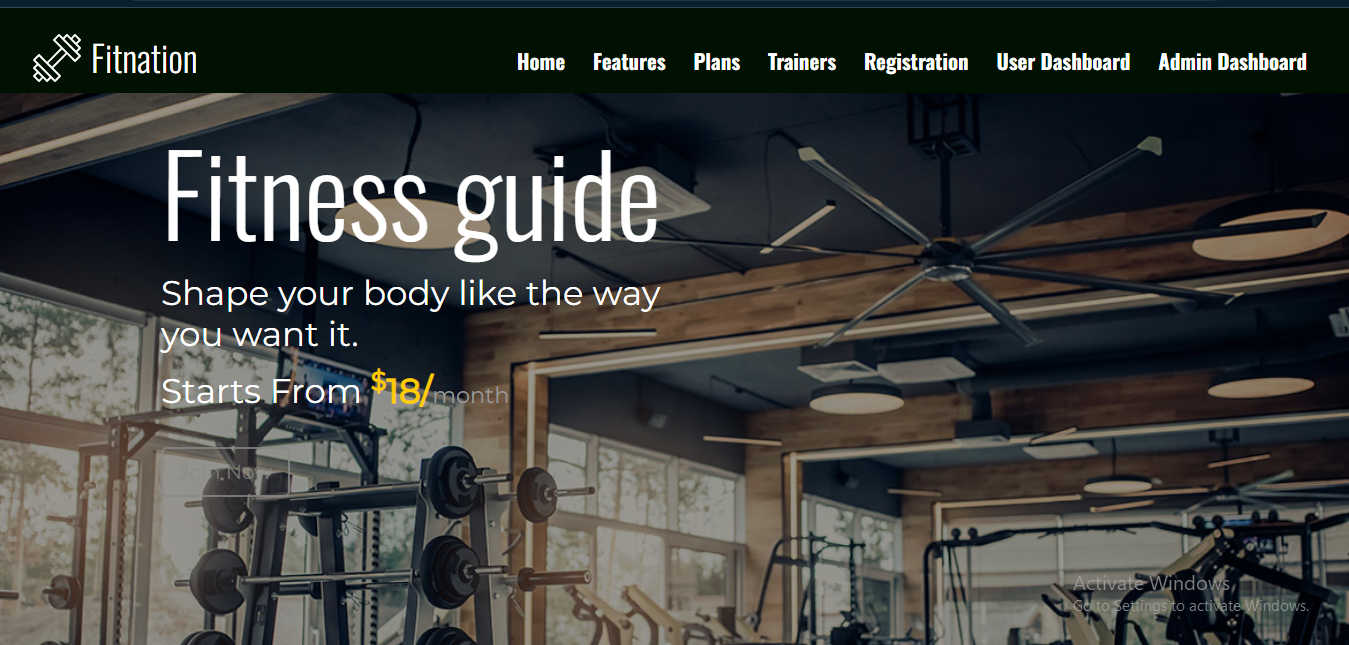 Fitnation
Home Features Plans Trainers Registration User Dashboard Admin Dashboard
Fitness guide
Shape your body like the way
you want it.
Starts From $18/month
Join Now
Activate Windows
Go to Settings to activate Windows.